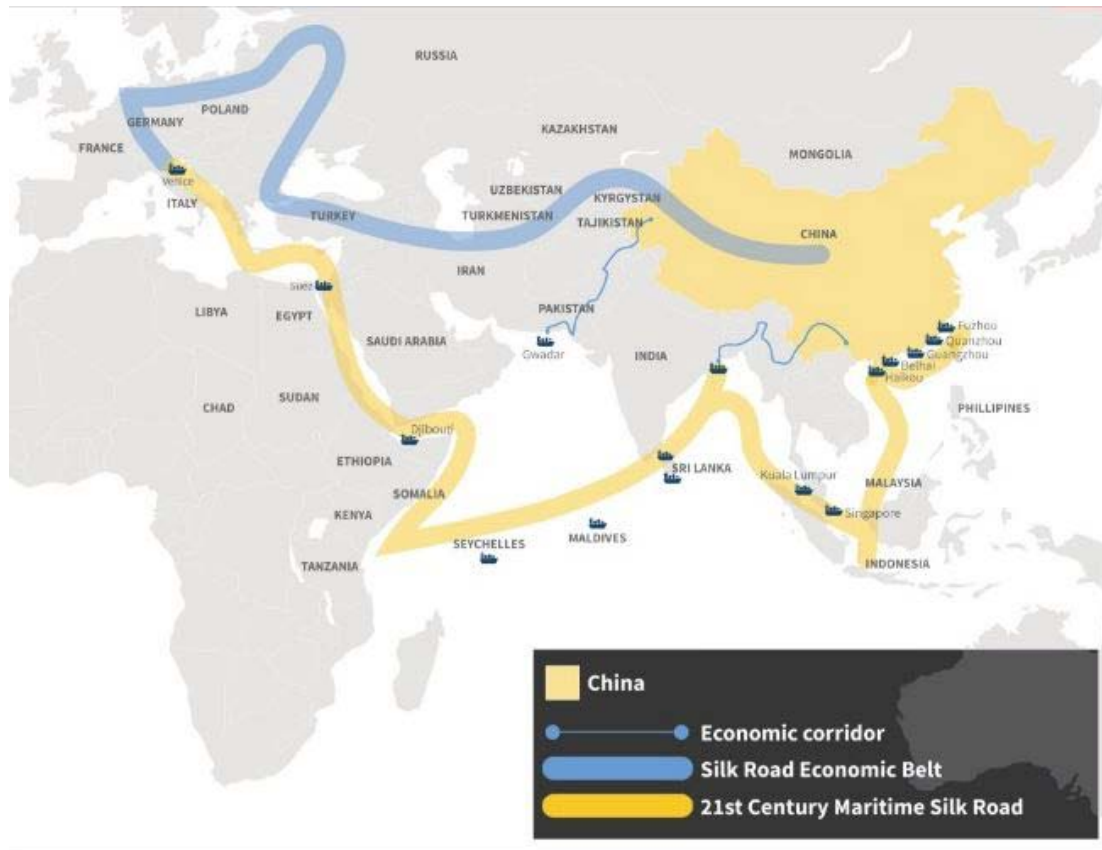 RUSSIA
POLAND
GERMANY
FRANCE
KAZAKHSTAN
MONGOLIA
Venice
ITALY
UZBEKISTAN
KYRGYSTAN
TURKEY
TURKMENISTAN
TAJIKISTAN
CHINA
IRAN
Suez
LIBYA
EGYPT
PAKISTAN
SAUDI ARABIA
Gwadar
INDIA
Fuzhou
Quanzhou
Guangzhou
Beihai
Haikou
CHAD
SUDAN
PHILLIPINES
Djibouti
ETHIOPIA
SRI LANKA
Kuala Lumpur
MALAYSIA
SOMALIA
KENYA
Singapore
SEYCHELLES
MALDIVES
TANZANIA
INDONESIA
China
Economic corridor
Silk Road Economic Belt
21st Century Maritime Silk Road